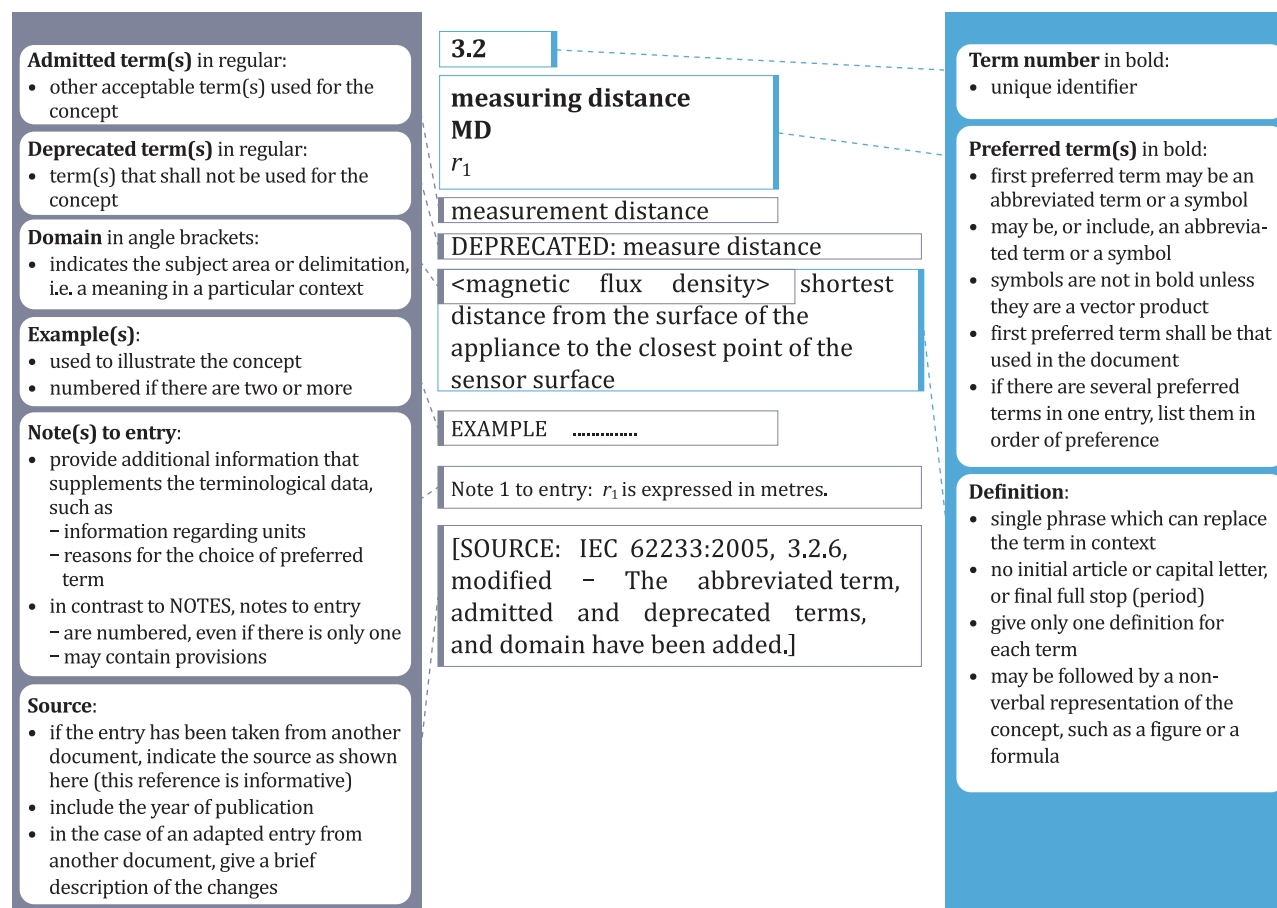 Admitted term(s) in regular:
• other acceptable term(s) used for the
concept
Deprecated term(s) in regular:
• term(s) that shall not be used for the
concept
Domain in angle brackets:
• indicates the subject area or delimitation,
i.e. a meaning in a particular context
Example(s):
• used to illustrate the concept
• numbered if there are two or more
Note(s) to entry:
• provide additional information that
supplements the terminological data,
such as
– information regarding units
– reasons for the choice of preferred
term
• in contrast to NOTES, notes to entry
– are numbered, even if there is only one
– may contain provisions
Source:
• if the entry has been taken from another
document, indicate the source as shown
here (this reference is informative)
• include the year of publication
• in the case of an adapted entry from
another document, give a brief
description of the changes
3.2
measuring distance
MD
r₁
measurement distance
DEPRECATED: measure distance
<magnetic flux density> shortest
distance from the surface of the
appliance to the closest point of the
sensor surface
EXAMPLE ..............
Note 1 to entry: r₁ is expressed in metres.
[SOURCE: IEC 62233:2005, 3.2.6,
modified – The abbreviated term,
admitted and deprecated terms,
and domain have been added.]
Term number in bold:
• unique identifier
Preferred term(s) in bold:
• first preferred term may be an
abbreviated term or a symbol
• may be, or include, an abbrevia-
ted term or a symbol
• symbols are not in bold unless
they are a vector product
• first preferred term shall be that
used in the document
• if there are several preferred
terms in one entry, list them in
order of preference
Definition:
• single phrase which can replace
the term in context
• no initial article or capital letter,
or final full stop (period)
• give only one definition for
each term
• may be followed by a non-
verbal representation of the
concept, such as a figure or a
formula